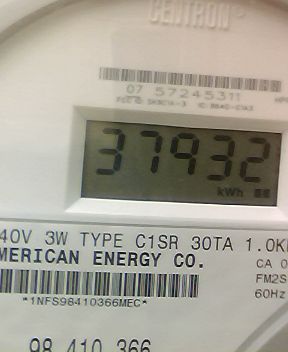 CENTRON
07 57245311
37932
kWh
40V 3W TYPE C1SR 30TA 1.0K
MERICAN ENERGY CO.
CA 0
FM2S
*1NFS98410366MEC*
60Hz
98 410 366